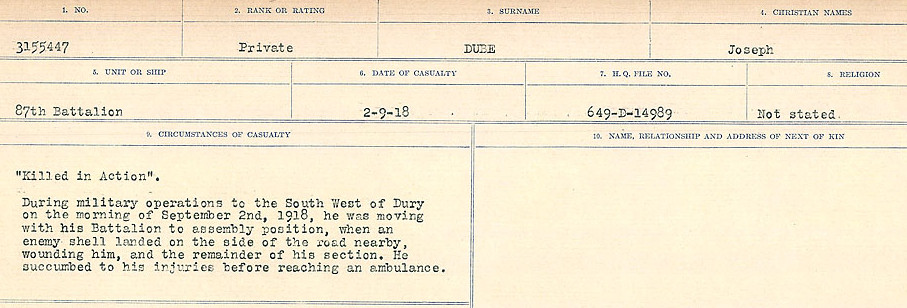 1. NO. 2. RANK OR RATING 3. SURNAME 4. CHRISTIAN NAMES
3155447 Private DUBE Joseph
5. UNIT OR SHIP 6. DATE OF CASUALTY 7. H. Q. FILE NO. 8. RELIGION
87th Battalion 2-9-18 649-D-14989 Not stated
9. CIRCUMSTANCES OF CASUALTY 10. NAME, RELATIONSHIP AND ADDRESS OF NEXT OF KIN
"Killed in Action".
During military operations to the South West of Dury
on the morning of September 2nd, 1918, he was moving
with his Battalion to assembly position, when an
enemy shell landed on the side of the road nearby,
wounding him, and the remainder of his section. He
succumbed to his injuries before reaching an ambulance.